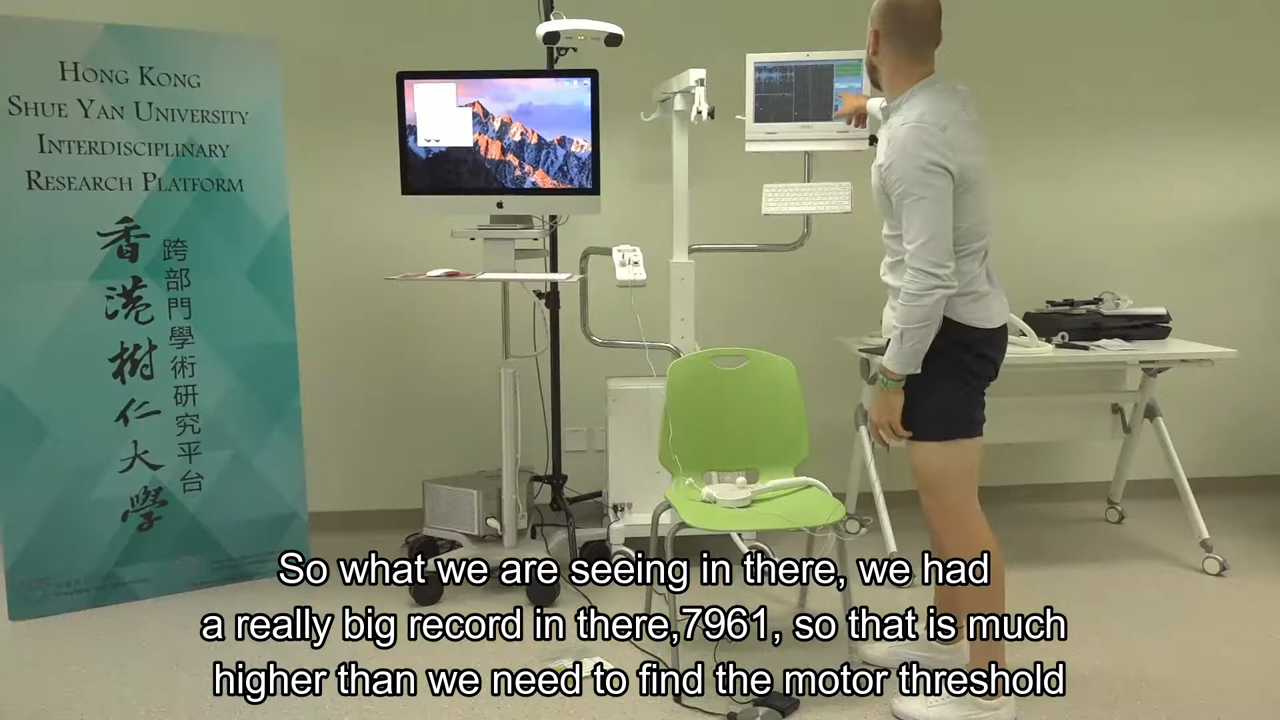 HONG KONG
SHUE YAN UNIVERSITY
INTERDISCIPLINARY
RESEARCH PLATFORM
香港樹仁大學
跨部門學術研究平台
So what we are seeing in there, we had
a really big record in there,7961, so that is much
higher than we need to find the motor threshold